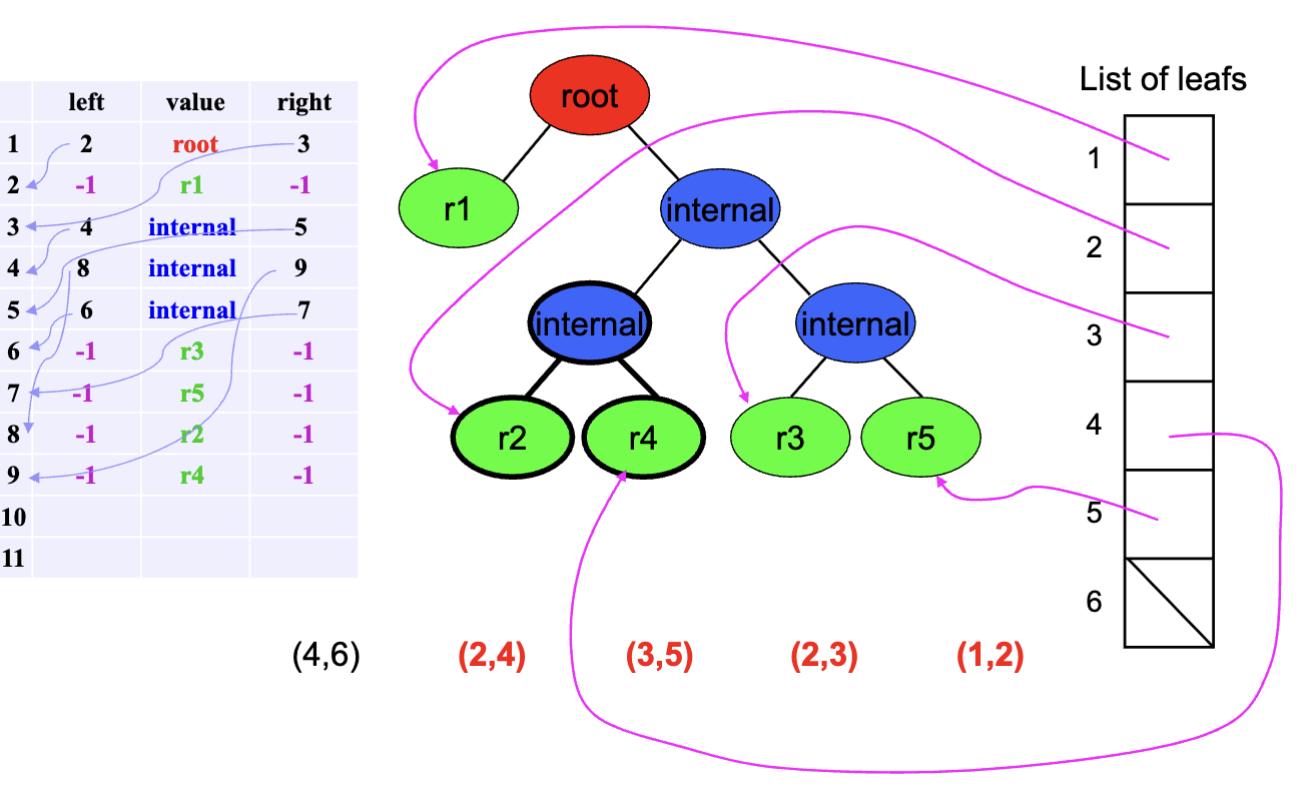 left value right
1 2 root 3
2 -1 r1 -1
3 4 internal 5
4 8 internal 9
5 6 internal 7
6 -1 r3 -1
7 -1 r5 -1
8 -1 r2 -1
9 -1 r4 -1
10
11
root
r1
internal
internal
internal
r2
r4
r3
r5
List of leafs
1
2
3
4
5
6
(4,6) (2,4) (3,5) (2,3) (1,2)